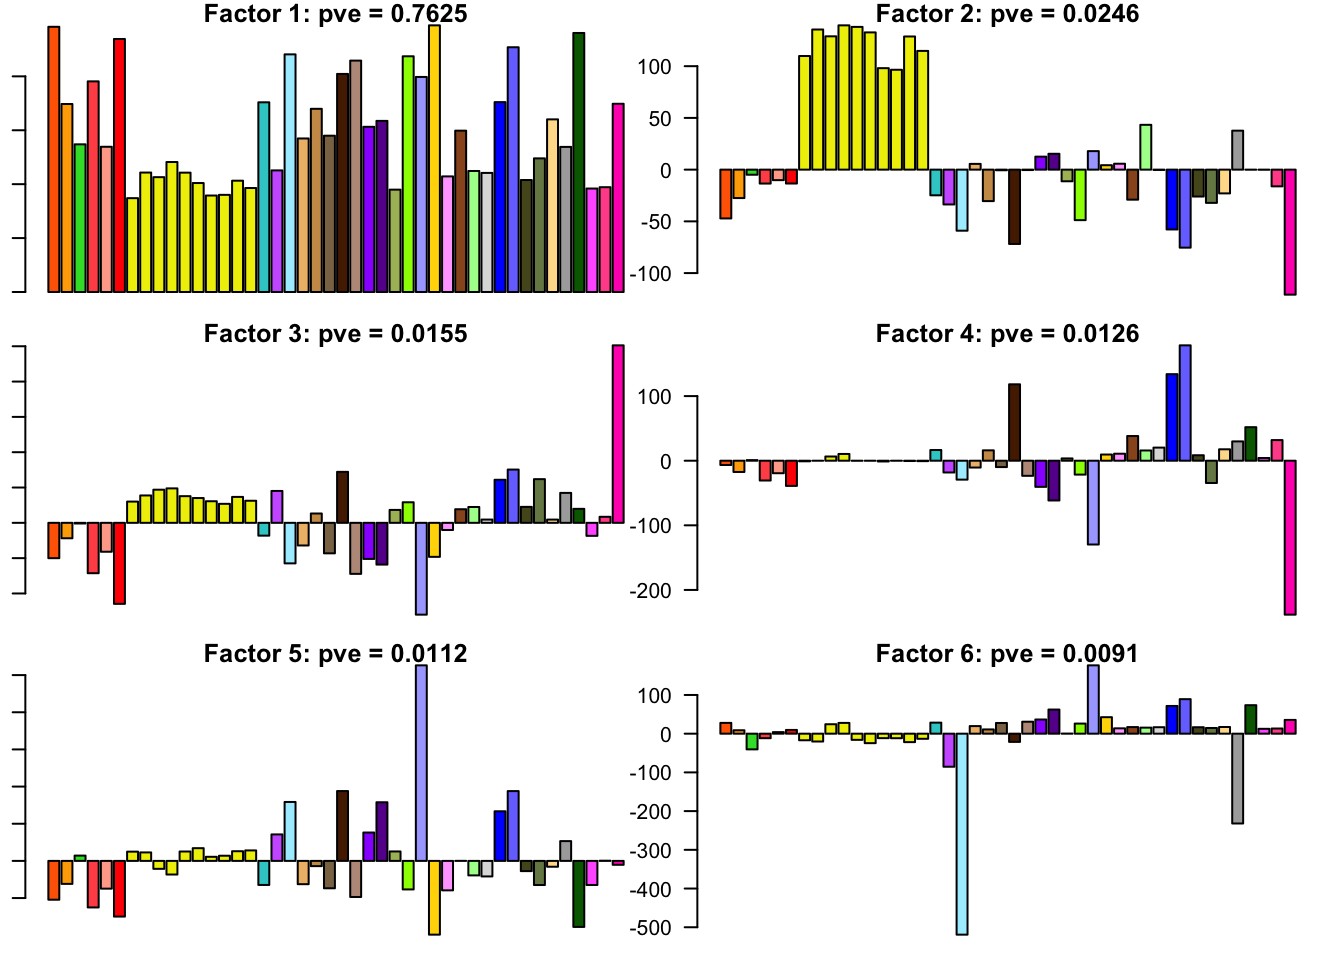 Factor 1: pve = 0.7625
Factor 2: pve = 0.0246
100
50
0
-50
-100
Factor 3: pve = 0.0155
Factor 4: pve = 0.0126
100
0
-100
-200
Factor 5: pve = 0.0112
Factor 6: pve = 0.0091
100
0
-100
-200
-300
-400
-500